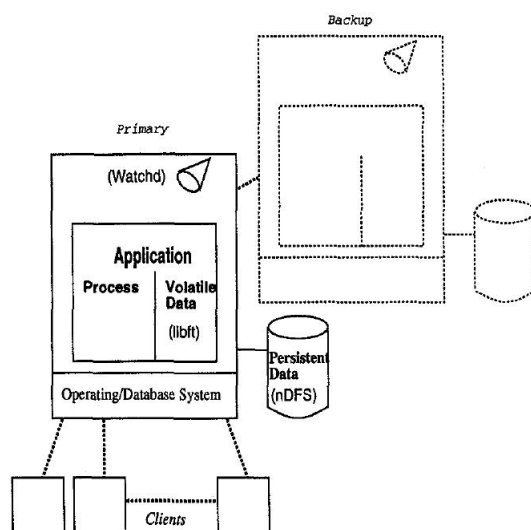 Backup
Primary
(Watchd)
Application
Process
Volatile
Data
(libft)
Persistent
Data
(nDFS)
Operating/Database System
Clients